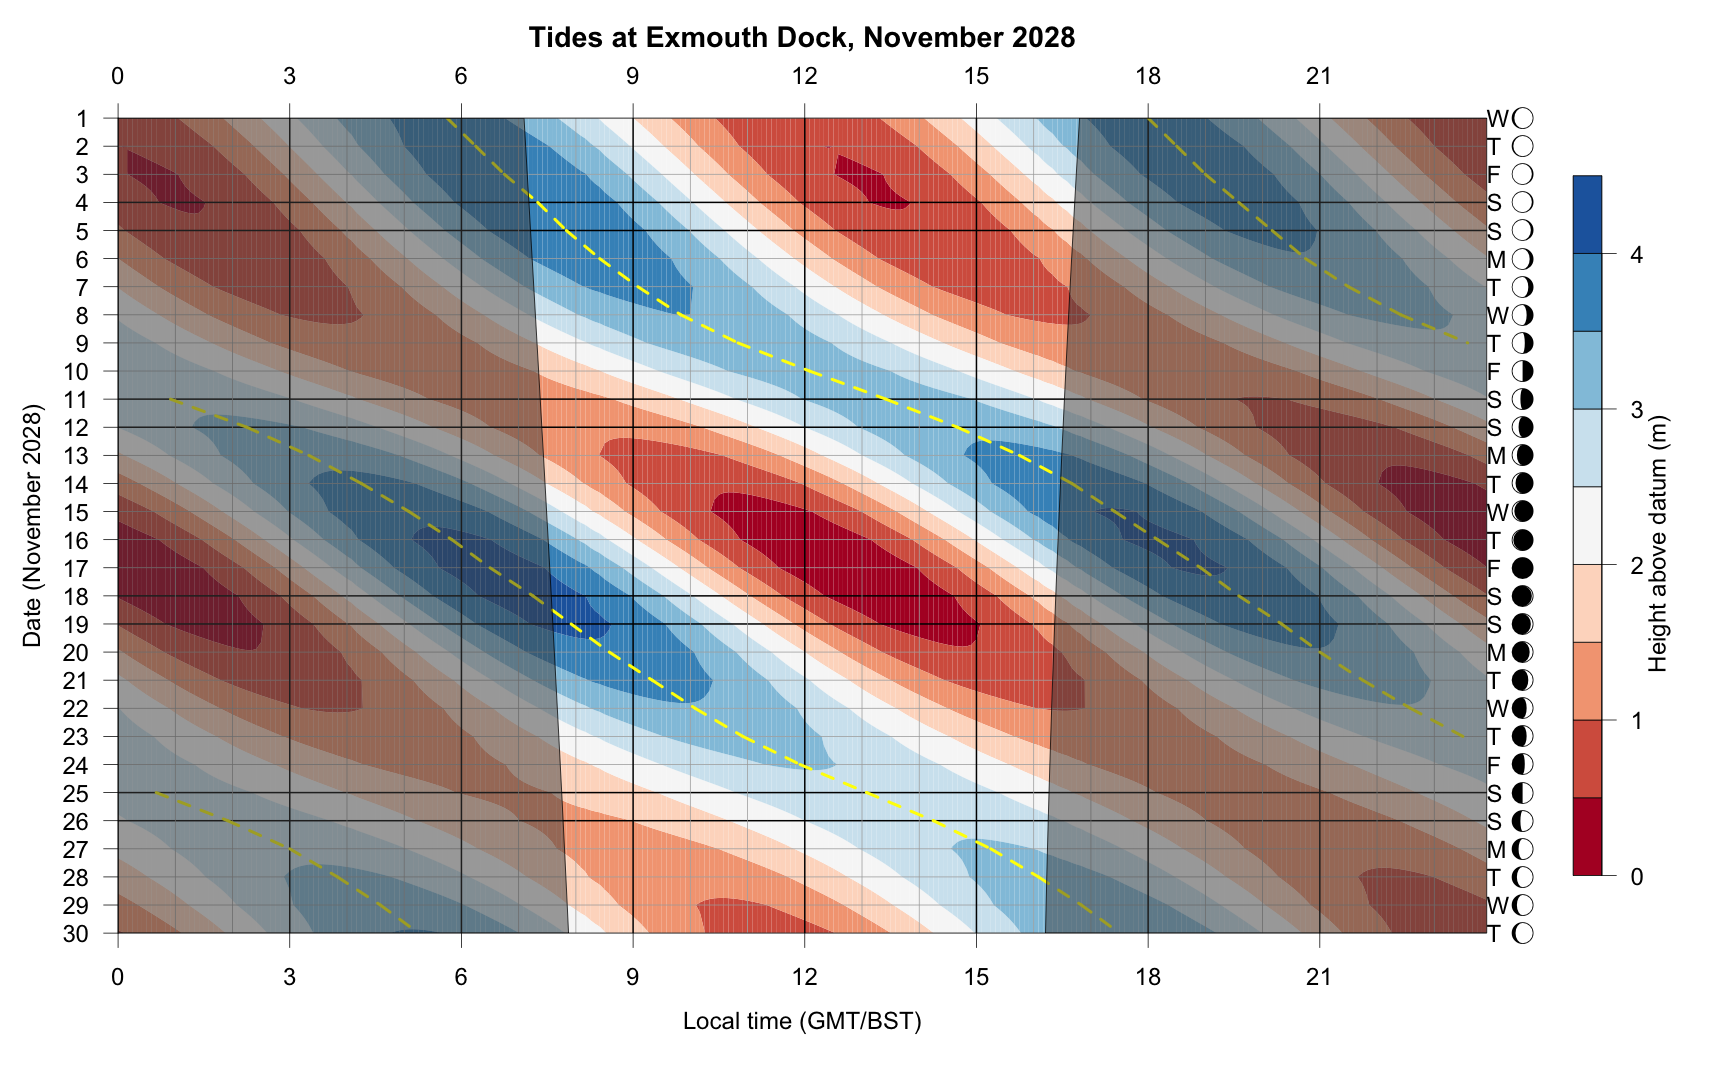 Tides at Exmouth Dock, November 2028
0 3 6 9 12 15 18 21
1 W
2 T
3 F
4 S
5 S
6 M
7 T
8 W
9 T
10 F
11 S
12 S
13 M
14 T
15 W
16 T
17 F
18 S
19 S
20 M
21 T
22 W
23 T
24 F
25 S
26 S
27 M
28 T
29 W
30 T
0 3 6 9 12 15 18 21
Local time (GMT/BST)
Date (November 2028)
4
3
2
1
0
Height above datum (m)